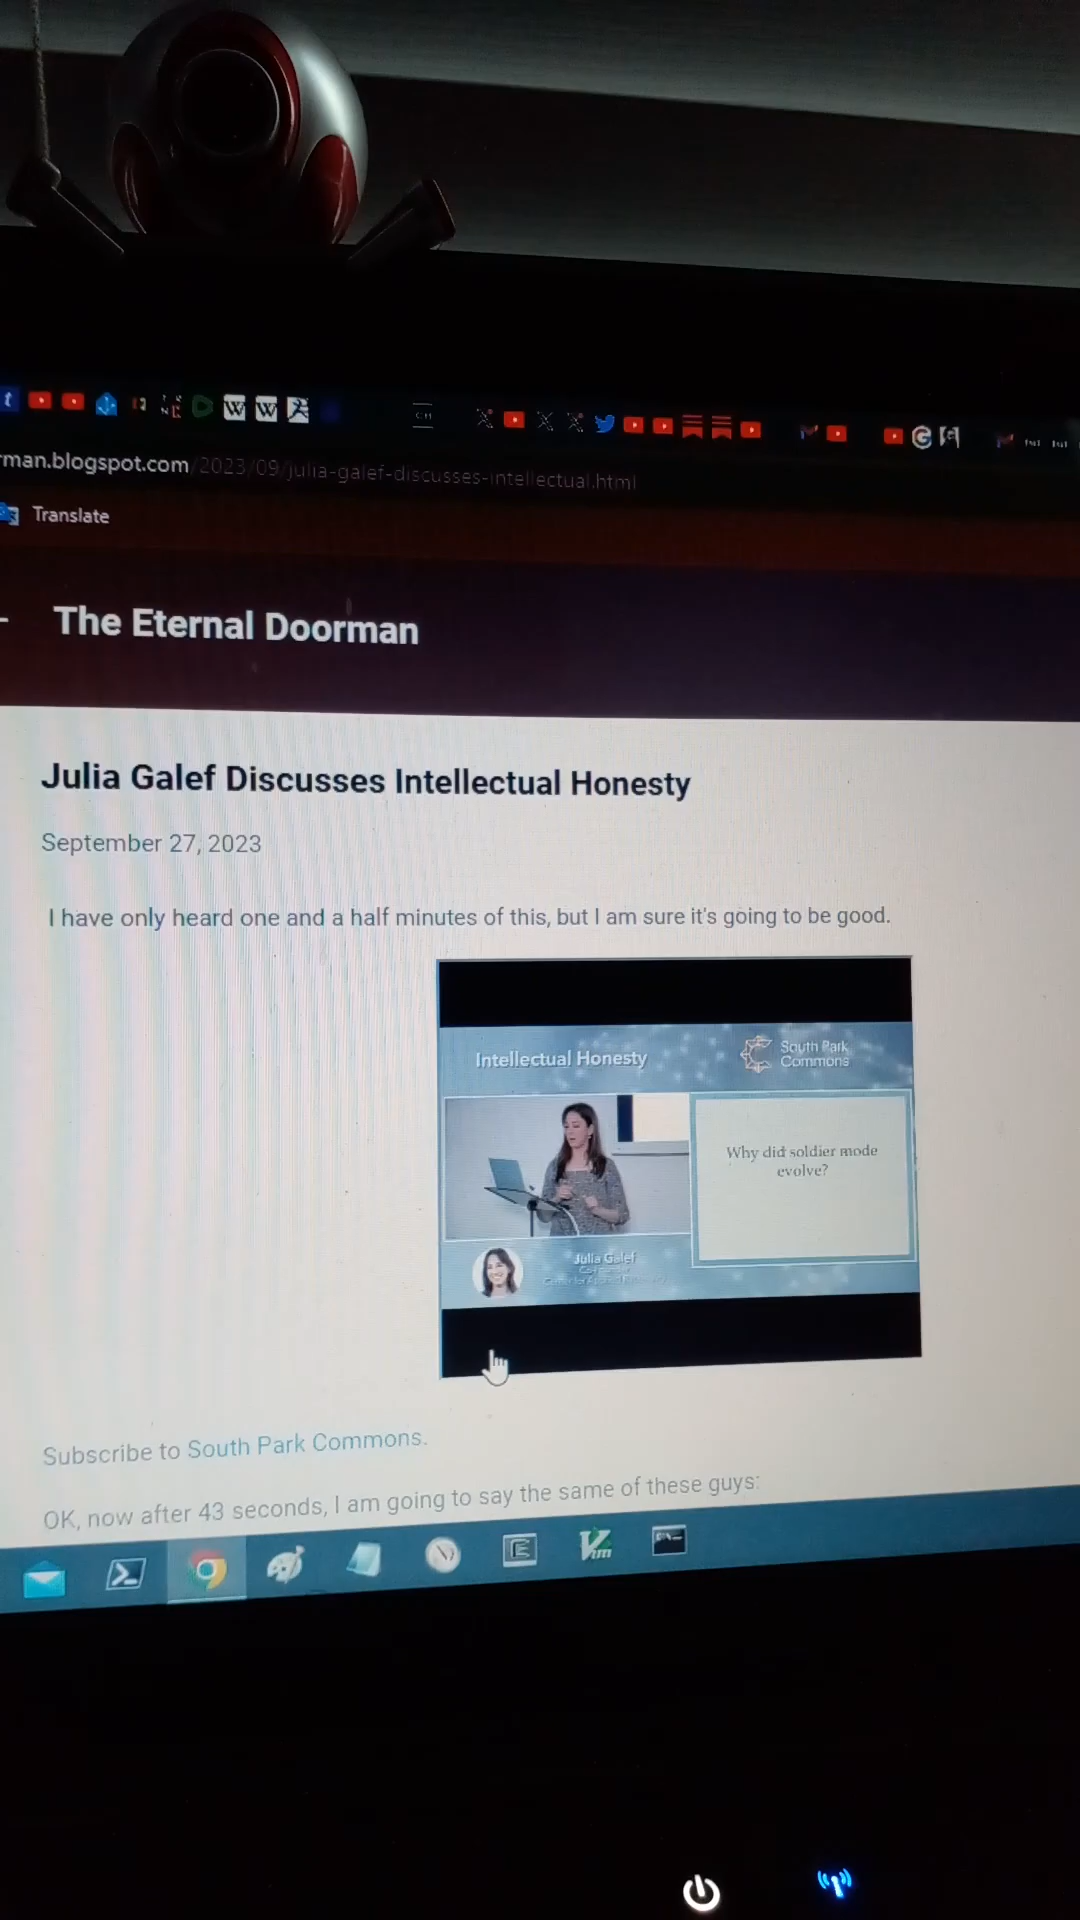 rman.blogspot.com/2023/09/julia-galef-discusses-intellectual.html
Translate
The Eternal Doorman
Julia Galef Discusses Intellectual Honesty
September 27, 2023
I have only heard one and a half minutes of this, but I am sure it's going to be good.
Intellectual Honesty
South Park
Commons
Why did soldier mode
evolve?
Julia Galef
Subscribe to South Park Commons.
OK, now after 43 seconds, I am going to say the same of these guys: